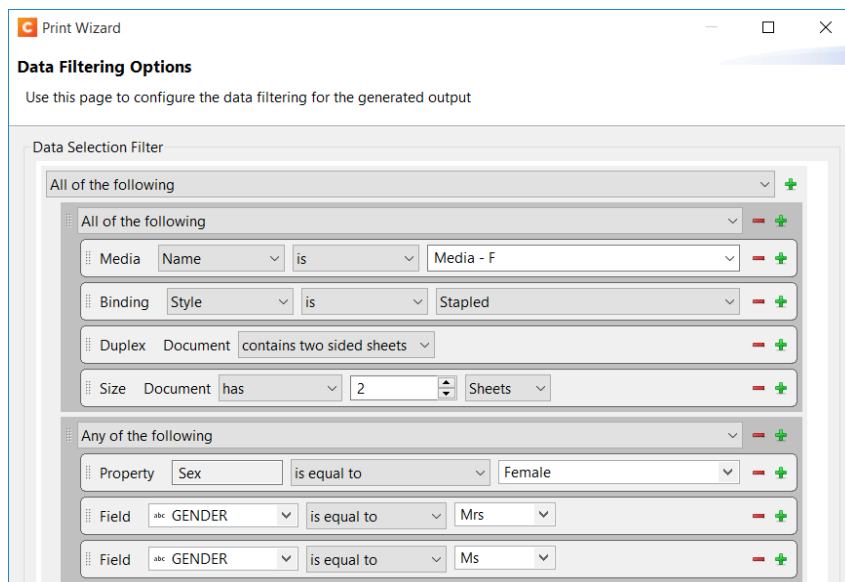 C Print Wizard
Data Filtering Options
Use this page to configure the data filtering for the generated output
Data Selection Filter
All of the following
All of the following
Media Name is Media - F
Binding Style is Stapled
Duplex Document contains two sided sheets
Size Document has 2 Sheets
Any of the following
Property Sex is equal to Female
Field abc GENDER is equal to Mrs
Field abc GENDER is equal to Ms